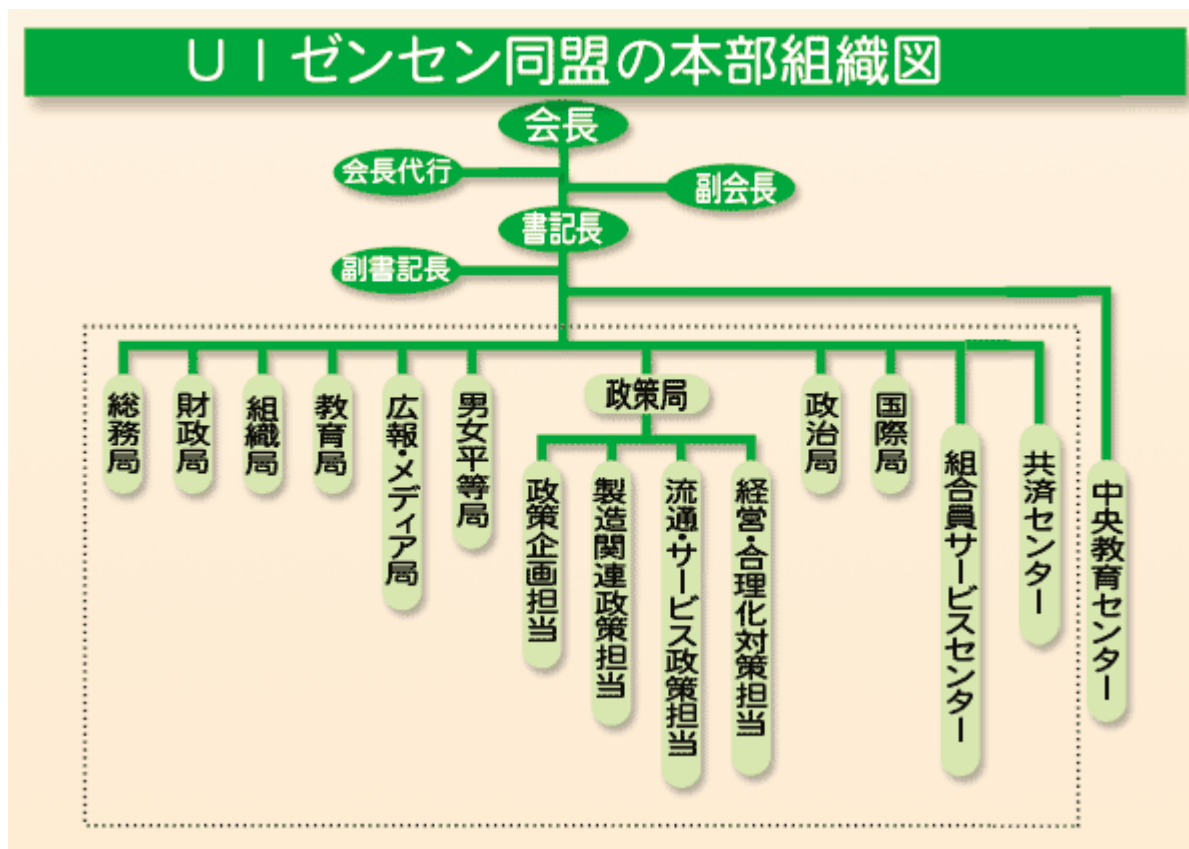 UIゼンセン同盟の本部組織図
会長
会長代行
副会長
書記長
副書記長
総務局
財政局
組織局
教育局
広報・メディア局
男女平等局
政策局
政策企画担当
製造関連政策担当
流通・サービス政策担当
経営・合理化対策担当
政治局
国際局
組合員サービスセンター
共済センター
中央教育センター